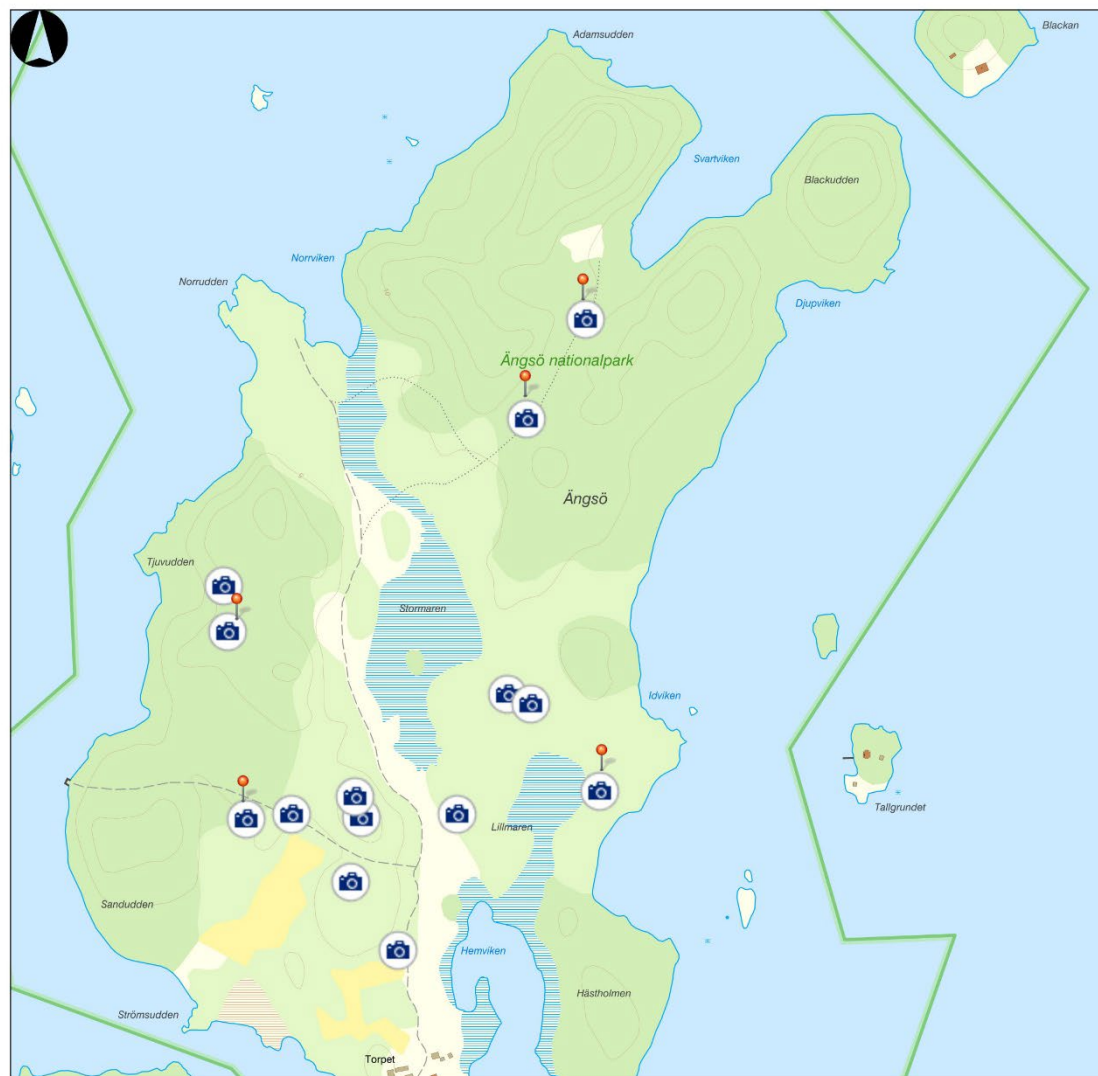 Blackan
Adamsudden
Svartviken
Blackudden
Norrviken
Norrudden
Djupviken
Ängsö nationalpark
Ängsö
Tjuvudden
Stormaren
Idviken
Tallgrundet
Lillmaren
Sandudden
Hemviken
Hästholmen
Strömsudden
Torpet